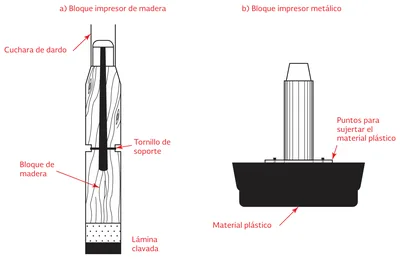 a) Bloque impresor de madera
b) Bloque impresor metálico
Cuchara de dardo
Puntos para
sujertar el
material plástico
Tornillo de
soporte
Bloque de
madera
Material plástico
Lámina
clavada